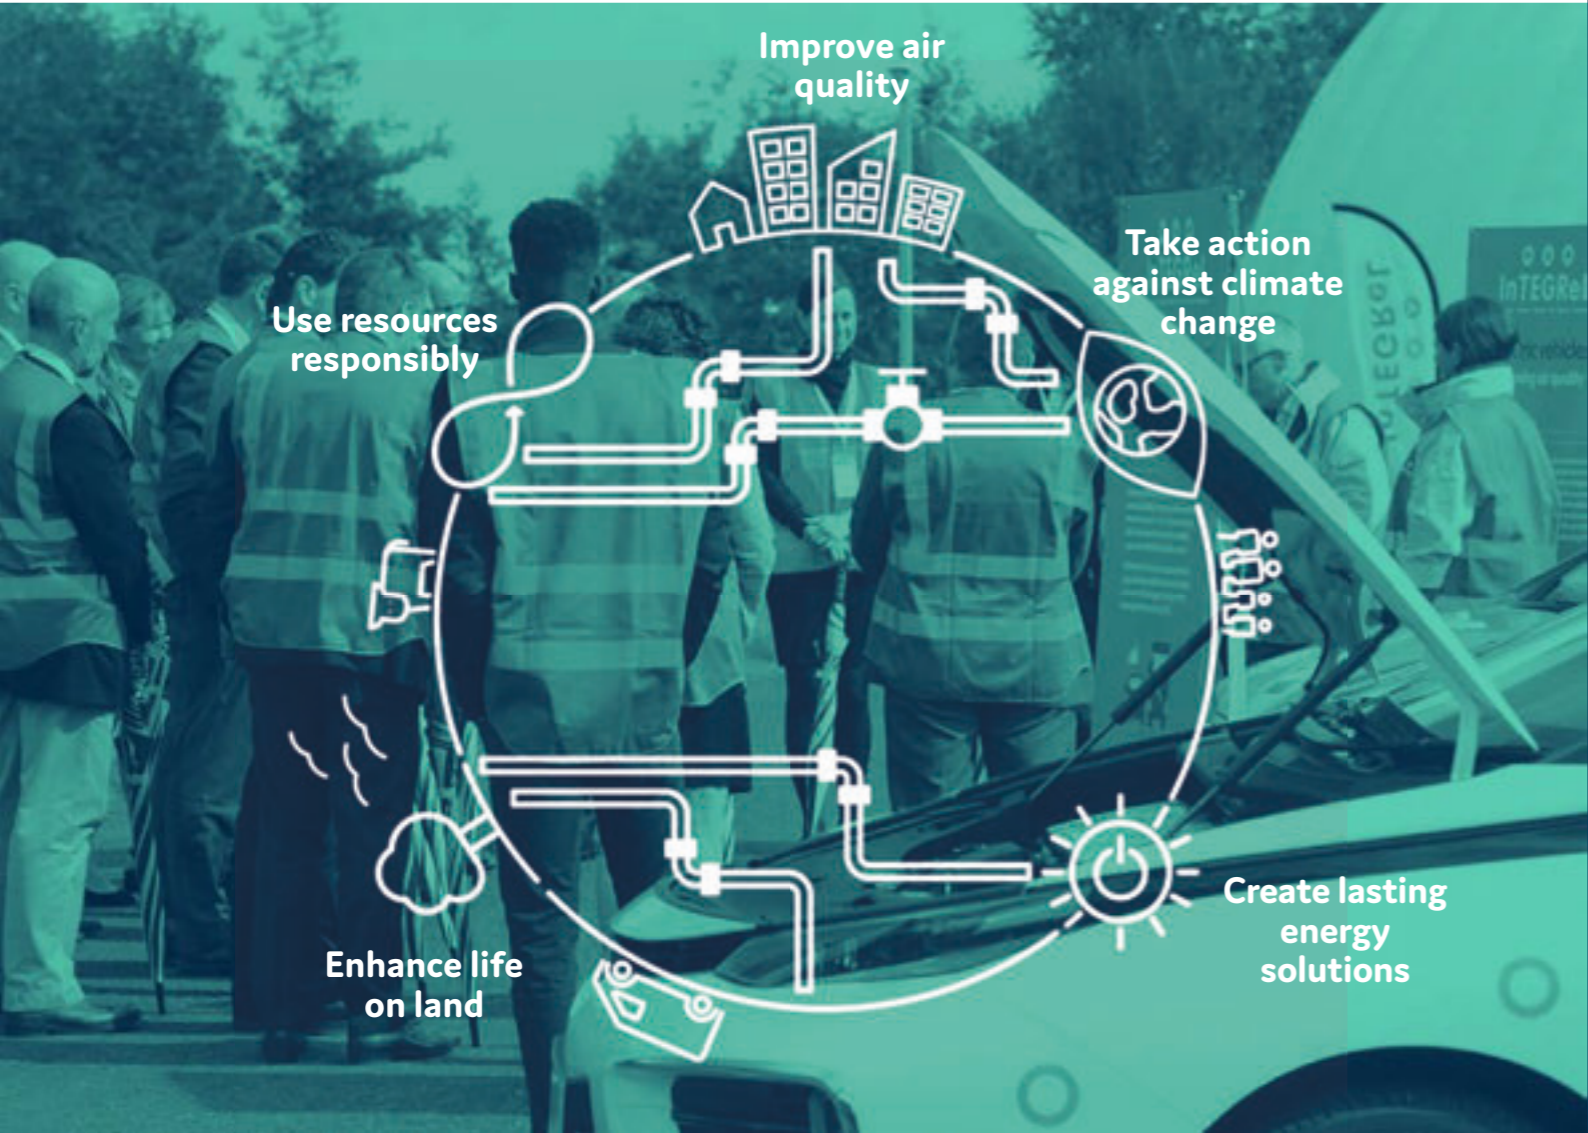 Improve air
quality
Take action
against climate
change
Use resources
responsibly
InTEGReL
InTEGRe
Create lasting
energy
solutions
Enhance life
on land